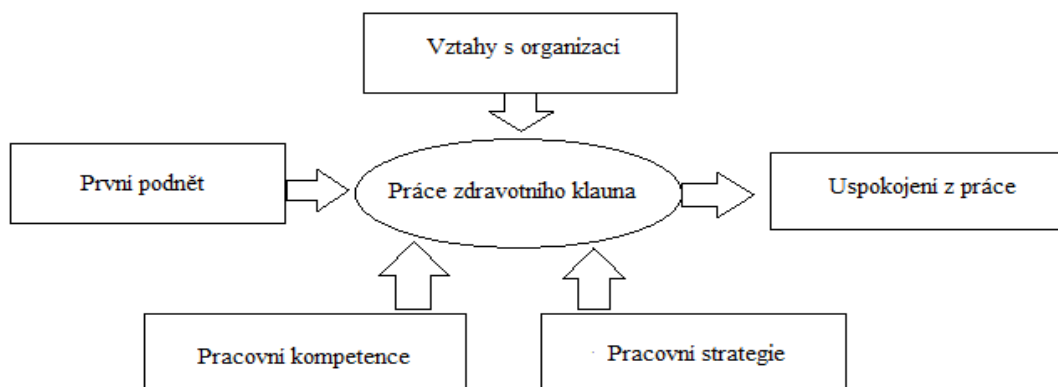 Vztahy s organizací
První podnět
Práce zdravotního klauna
Uspokojení z práce
Pracovní kompetence
Pracovní strategie